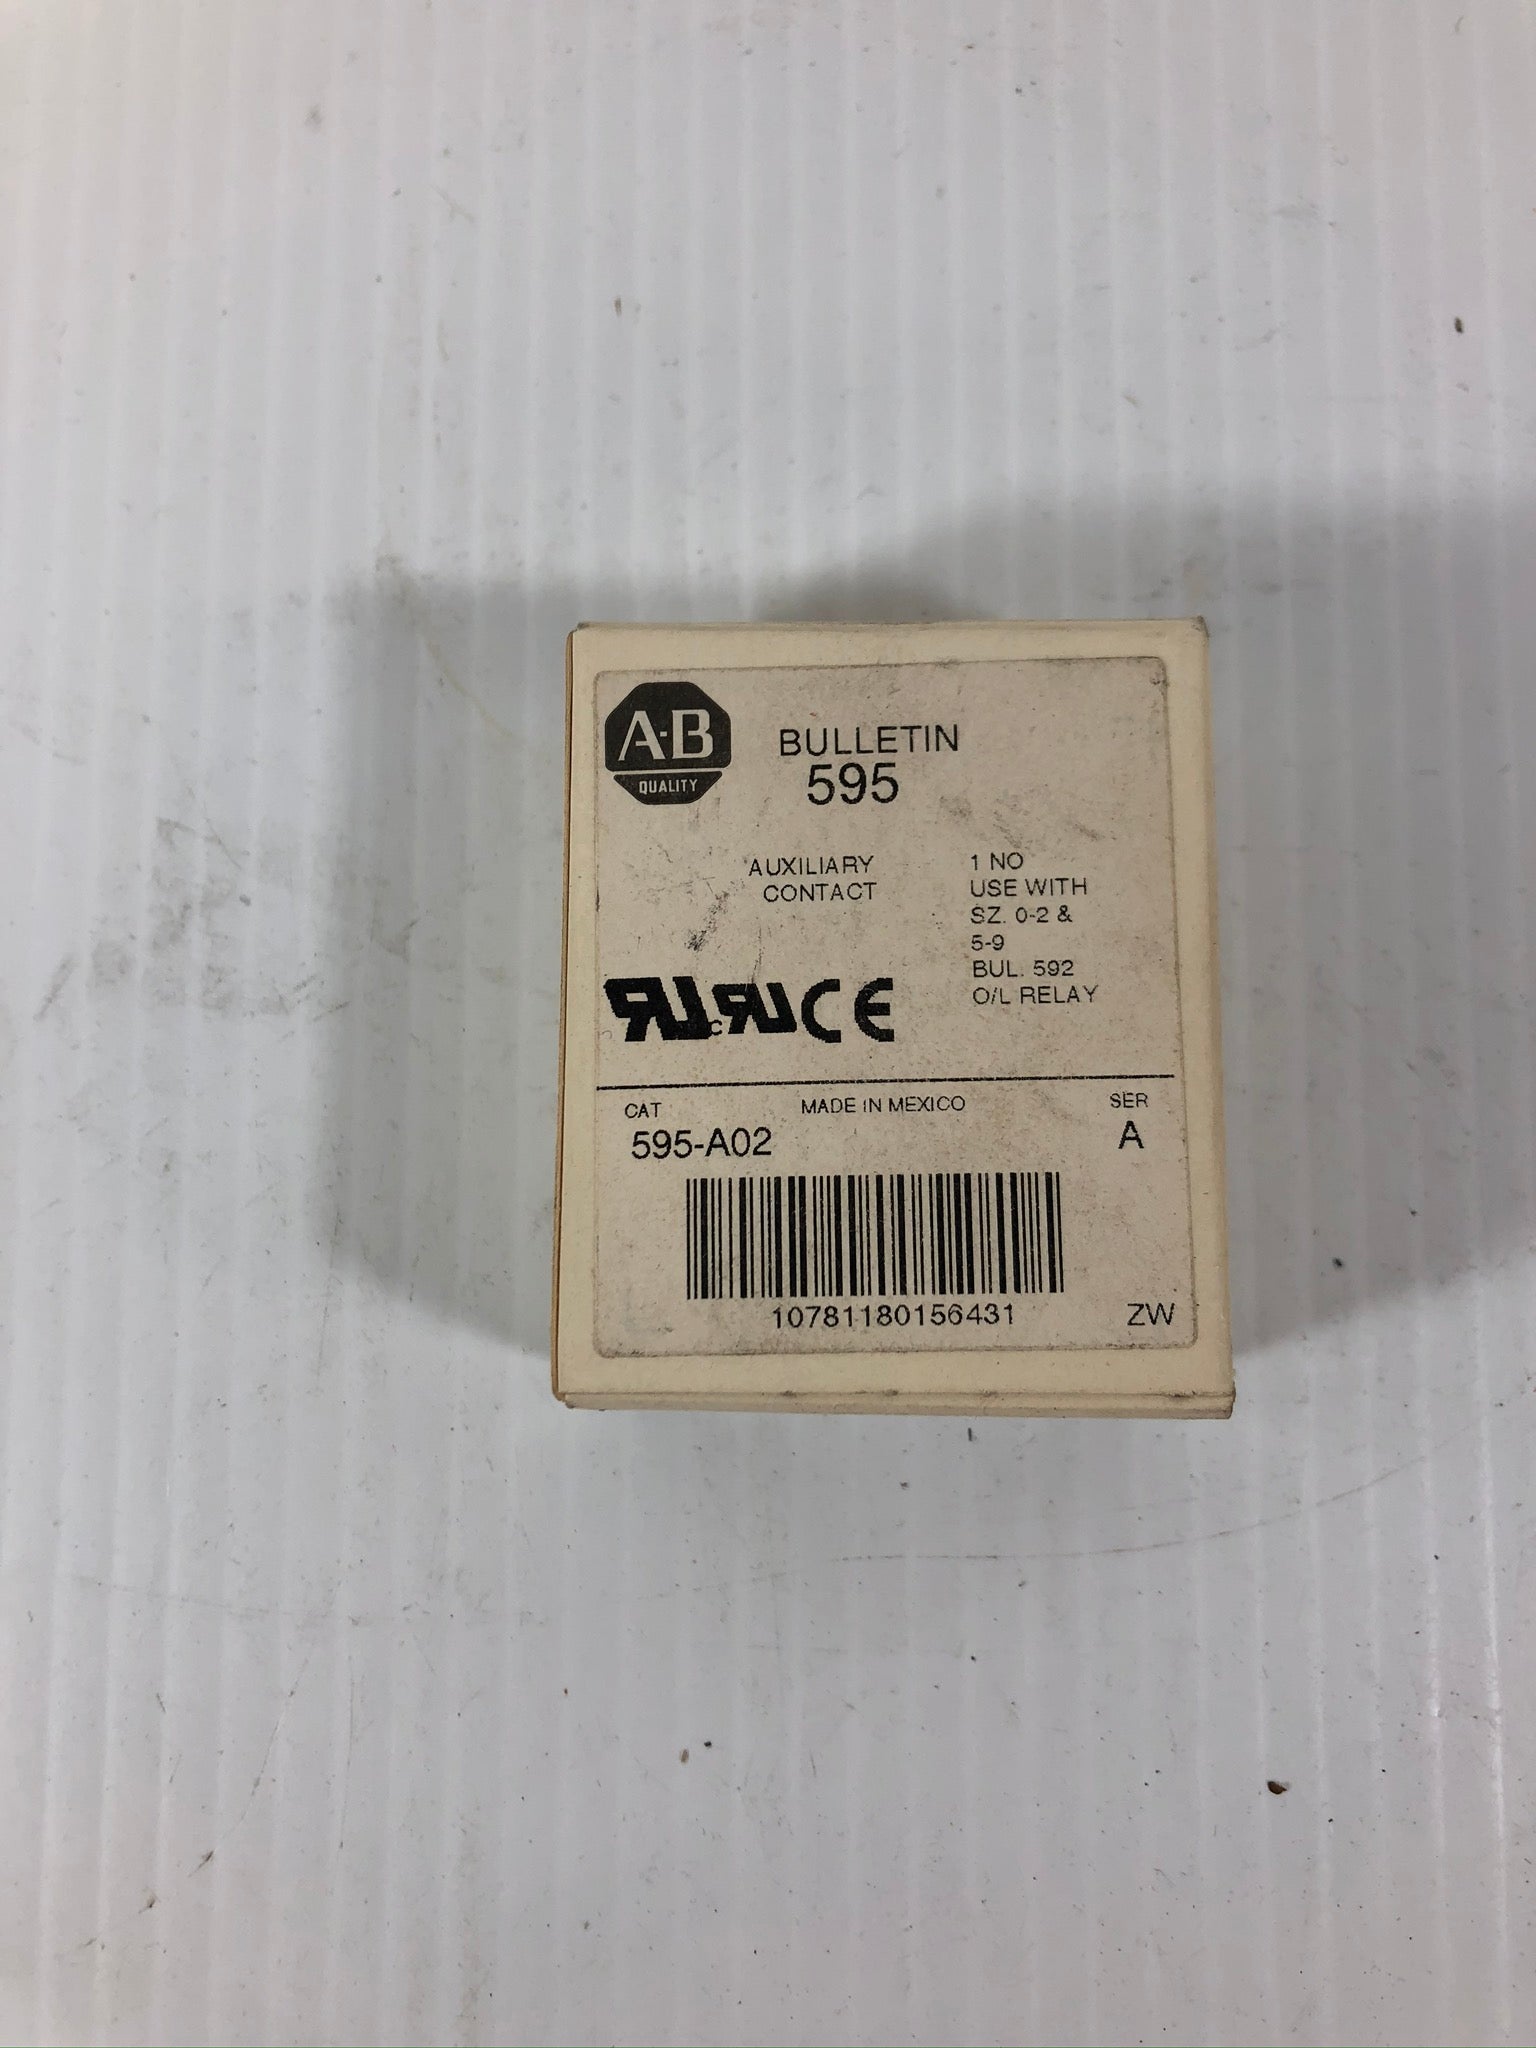 A-B
QUALITY
BULLETIN
595
AUXILIARY
CONTACT
1 NO
USE WITH
SZ. 0-2 &
5-9
BUL. 592
O/L RELAY
c
CE
CAT
MADE IN MEXICO
SER
595-A02
A
10781180156431
ZW